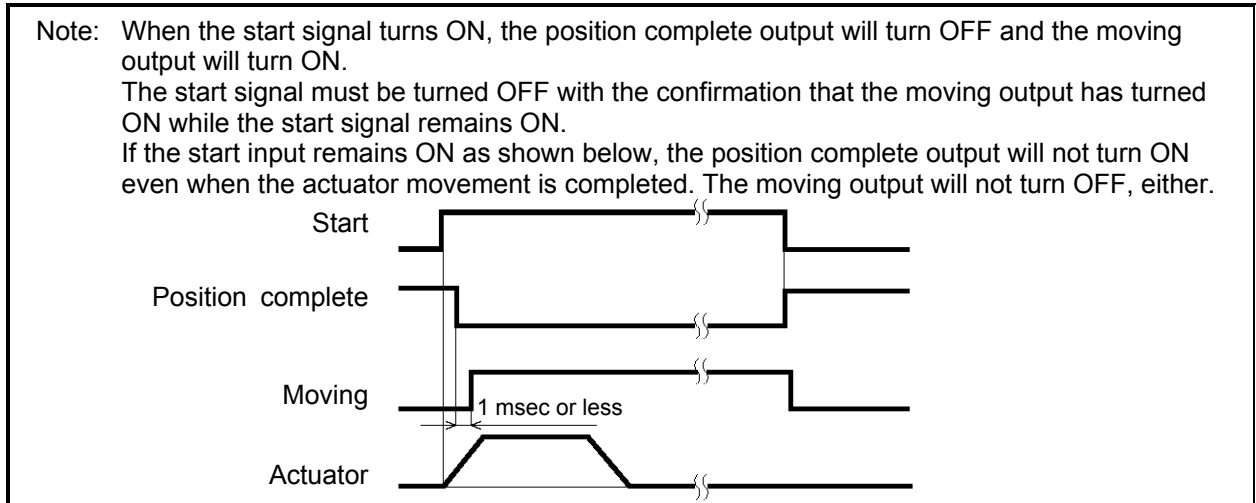 Note: When the start signal turns ON, the position complete output will turn OFF and the moving
output will turn ON.
The start signal must be turned OFF with the confirmation that the moving output has turned
ON while the start signal remains ON.
If the start input remains ON as shown below, the position complete output will not turn ON
even when the actuator movement is completed. The moving output will not turn OFF, either.
Start
Position complete
Moving
1 msec or less
Actuator